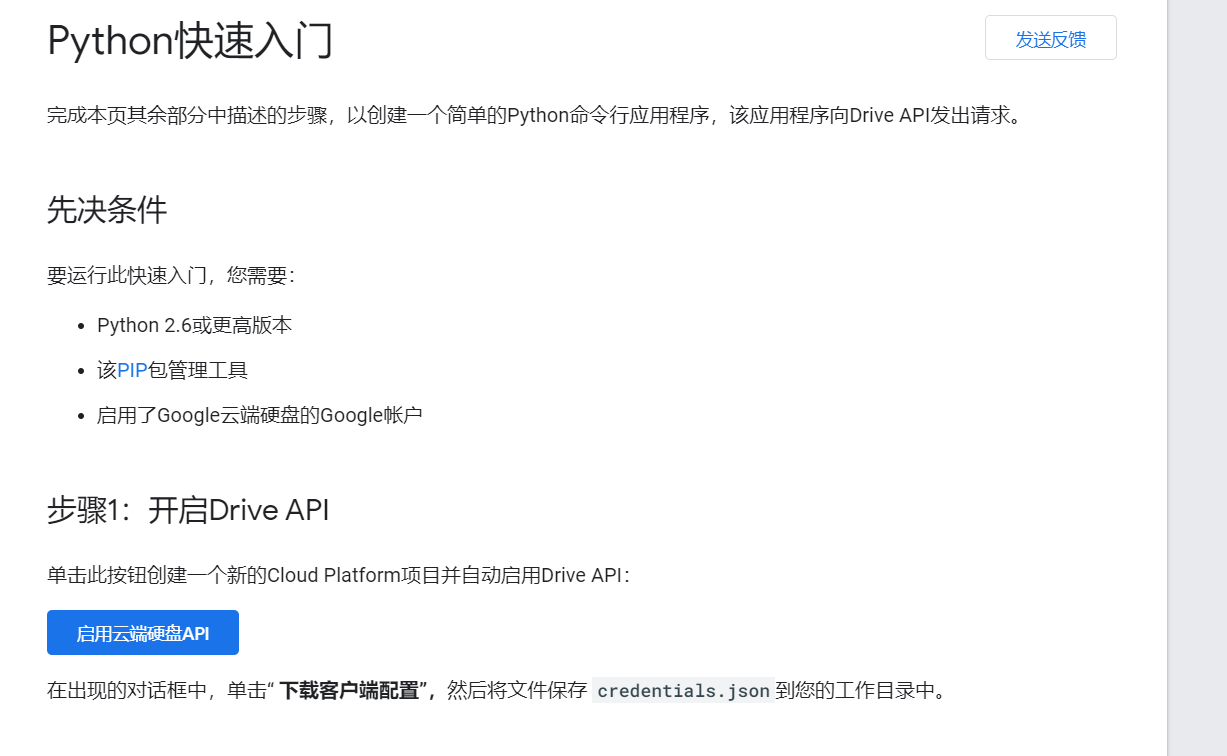 Python快速入门
发送反馈
完成本页其余部分中描述的步骤，以创建一个简单的Python命令行应用程序，该应用程序向Drive API发出请求。
先决条件
要运行此快速入门，您需要：
Python 2.6或更高版本
该PIP包管理工具
启用了Google云端硬盘的Google帐户
步骤1：开启Drive API
单击此按钮创建一个新的Cloud Platform项目并自动启用Drive API：
启用云端硬盘API
在出现的对话框中，单击“ 下载客户端配置”，然后将文件保存 credentials.json到您的工作目录中。